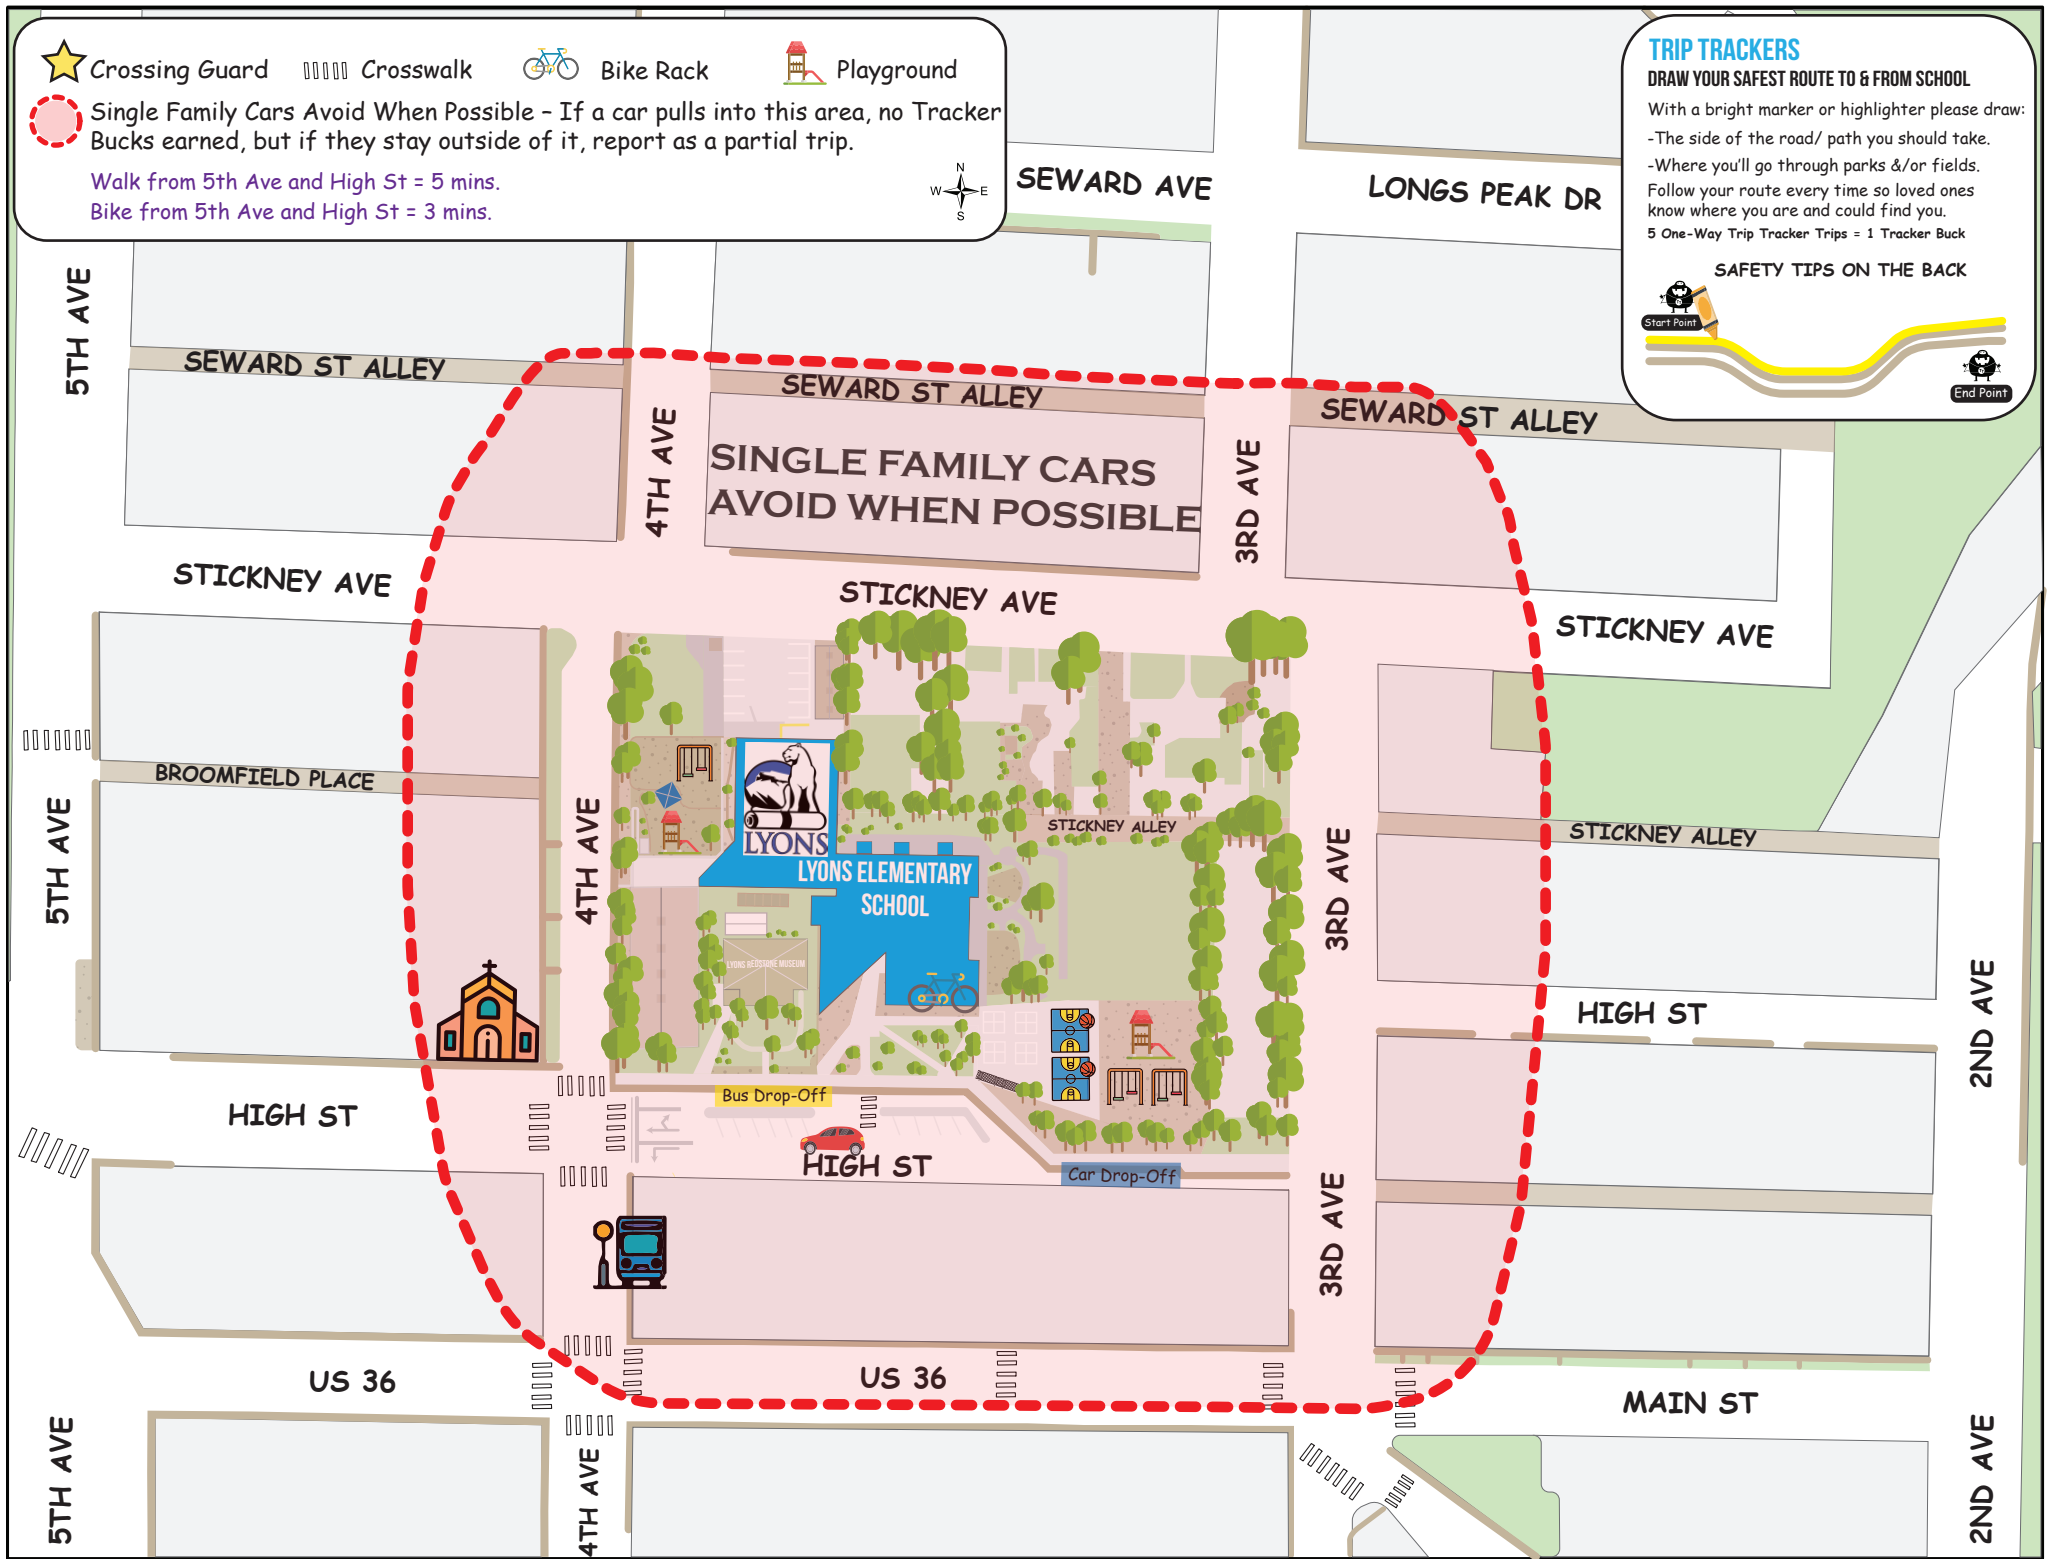 Crossing Guard
Crosswalk
Bike Rack
Playground
Single Family Cars Avoid When Possible – If a car pulls into this area, no Tracker
Bucks earned, but if they stay outside of it, report as a partial trip.
Walk from 5th Ave and High St = 5 mins.
Bike from 5th Ave and High St = 3 mins.
N
W
E
S
TRIP TRACKERS
DRAW YOUR SAFEST ROUTE TO & FROM SCHOOL
With a bright marker or highlighter please draw:
-The side of the road/ path you should take.
-Where you'll go through parks &/or fields.
Follow your route every time so loved ones
know where you are and could find you.
5 One-Way Trip Tracker Trips = 1 Tracker Buck
SAFETY TIPS ON THE BACK
Start Point
End Point
SEWARD AVE
LONGS PEAK DR
5TH AVE
SEWARD ST ALLEY
SEWARD ST ALLEY
SEWARD ST ALLEY
4TH AVE
SINGLE FAMILY CARS
AVOID WHEN POSSIBLE
3RD AVE
STICKNEY AVE
STICKNEY AVE
STICKNEY AVE
BROOMFIELD PLACE
5TH AVE
4TH AVE
LYONS
LYONS ELEMENTARY
SCHOOL
STICKNEY ALLEY
STICKNEY ALLEY
3RD AVE
LYONS REDSTONE MUSEUM
HIGH ST
2ND AVE
Bus Drop-Off
HIGH ST
HIGH ST
Car Drop-Off
3RD AVE
US 36
US 36
MAIN ST
5TH AVE
4TH AVE
2ND AVE